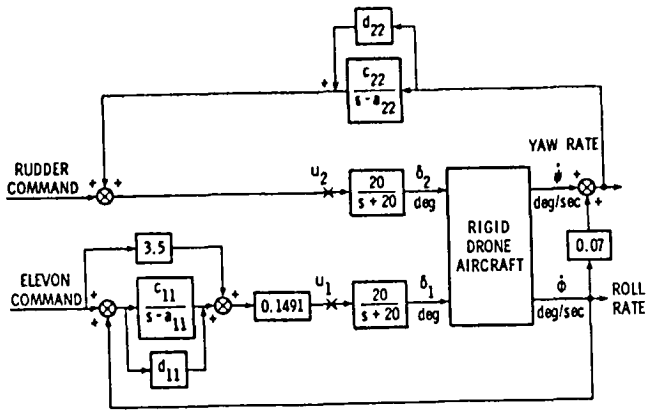 d22
c22
s - a22
+
YAW RATE
RUDDER
COMMAND
+ +
u2
20
s + 20
δ2
deg
ψ̇
deg/sec
+
+
RIGID
DRONE
AIRCRAFT
0.07
3.5
ELEVON
COMMAND
+
+
c11
s - a11
+
+
0.1491
u1
20
s + 20
δ1
deg
φ̇
deg/sec
ROLL
RATE
d11